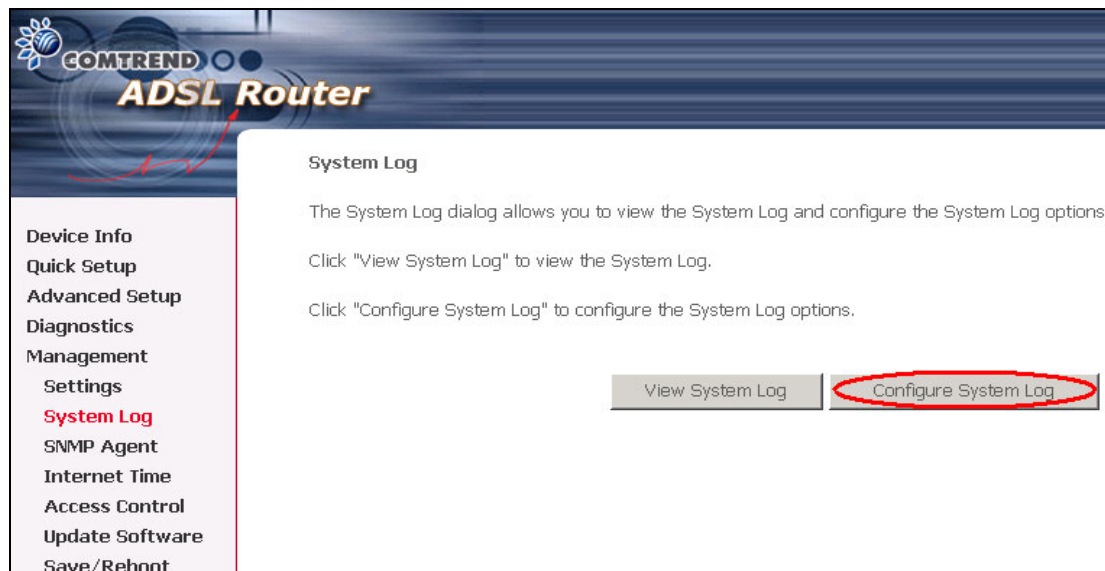 COMTREND
ADSL Router
System Log
The System Log dialog allows you to view the System Log and configure the System Log options
Click "View System Log" to view the System Log.
Click "Configure System Log" to configure the System Log options.
View System Log
Configure System Log
Device Info
Quick Setup
Advanced Setup
Diagnostics
Management
Settings
System Log
SNMP Agent
Internet Time
Access Control
Update Software
Save/Reboot